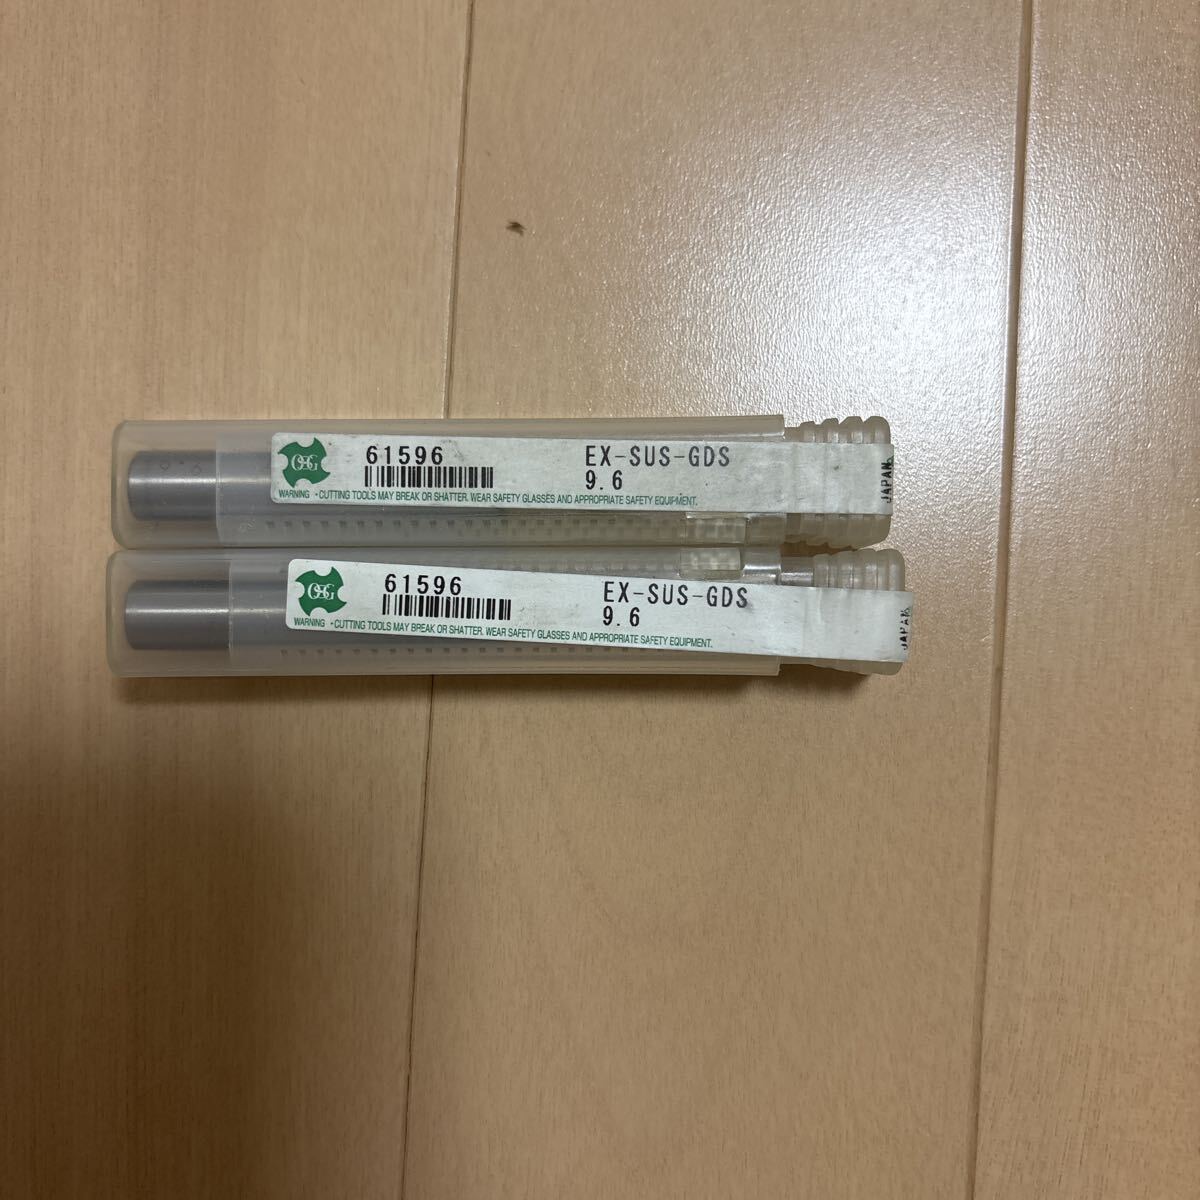 OSG
61596
EX-SUS-GDS
9.6
WARNING •CUTTING TOOLS MAY BREAK OR SHATTER. WEAR SAFETY GLASSES AND APPROPRIATE SAFETY EQUIPMENT.
JAPAN
9.6
OSG
61596
EX-SUS-GDS
9.6
WARNING •CUTTING TOOLS MAY BREAK OR SHATTER. WEAR SAFETY GLASSES AND APPROPRIATE SAFETY EQUIPMENT.
JAPAN